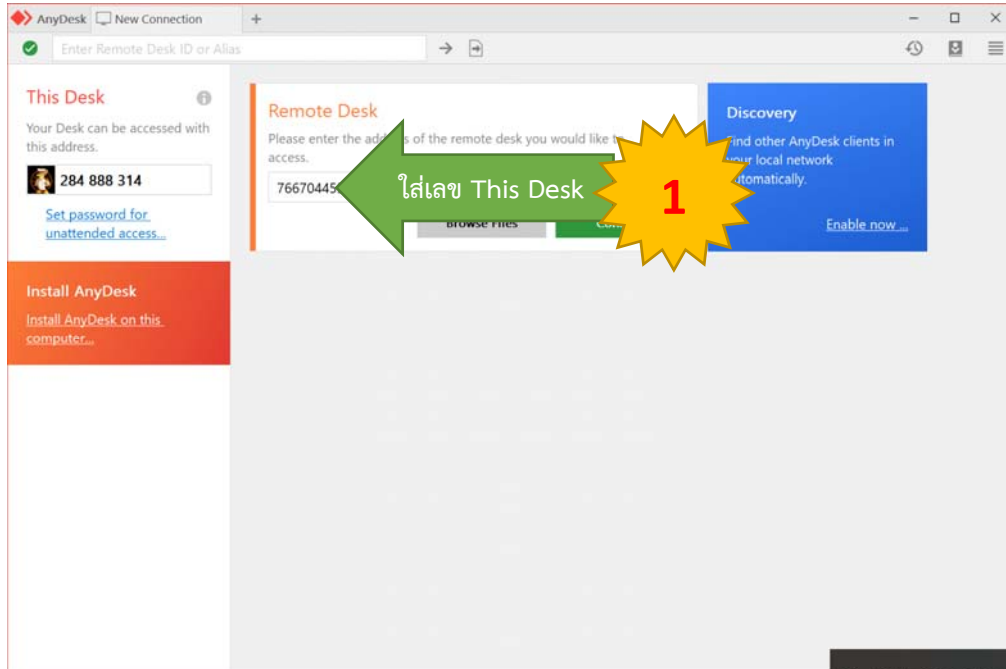 AnyDesk New Connection +
Enter Remote Desk ID or Alias
This Desk
Your Desk can be accessed with
this address.
284 888 314
Set password for
unattended access...
Install AnyDesk
Install AnyDesk on this
computer...
Remote Desk
Please enter the of the remote desk you would like
access.
ใส่เลข This Desk
1
Browse Files
Discovery
Find other AnyDesk clients in
your local network
automatically.
Enable now ...